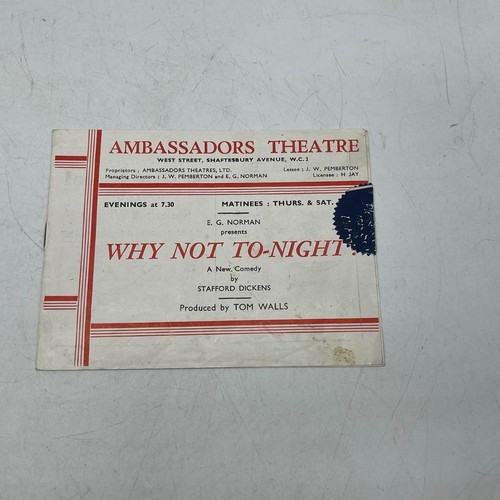 AMBASSADORS THEATRE
WEST STREET, SHAFTESBURY AVENUE, W.C.2
Proprietors : AMBASSADORS THEATRES, LTD. Lessee : J. W. PEMBERTON
Managing Directors : J. W. PEMBERTON and E. G. NORMAN Licensee : H JAY
EVENINGS at 7.30 MATINEES : THURS. & SAT.
E. G. NORMAN
presents
WHY NOT TO-NIGHT
A New Comedy
by
STAFFORD DICKENS
Produced by TOM WALLS